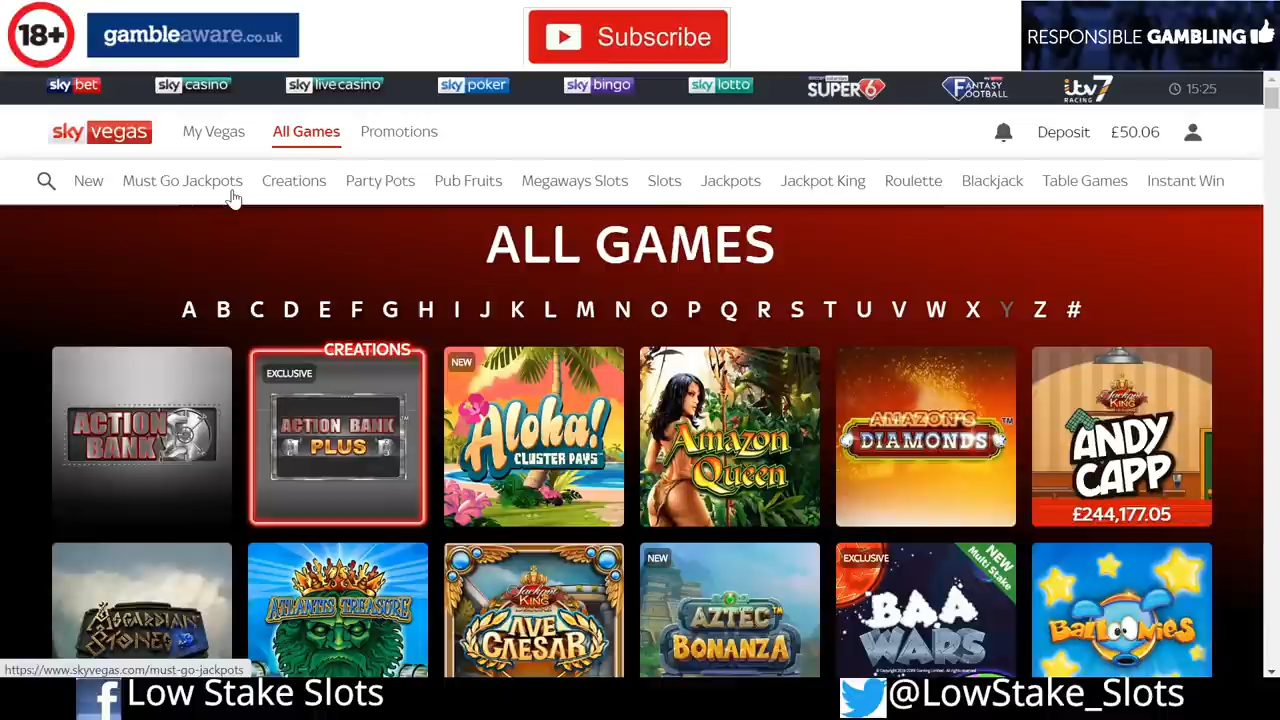 18+
gambleaware.co.uk
Subscribe
RESPONSIBLE GAMBLING
sky bet
sky casino
sky live casino
sky poker
sky bingo
sky lotto
SUPER 6
FANTASY FOOTBALL
itv7 RACING
15:25
sky vegas
My Vegas
All Games
Promotions
Deposit
£50.06
New
Must Go Jackpots
Creations
Party Pots
Pub Fruits
Megaways Slots
Slots
Jackpots
Jackpot King
Roulette
Blackjack
Table Games
Instant Win
ALL GAMES
A B C D E F G H I J K L M N O P Q R S T U V W X Y Z #
ACTION
BANK
CREATIONS
EXCLUSIVE
ACTION BANK™
PLUS
NEW
Aloha!
CLUSTER PAYS™
Amazon
Queen
AMAZON'S™
DIAMONDS
JACKPOT
KING
ANDY
CAPP
£244,177.05
ASGARDIAN
STONES
ATLANTIS TREASURE
JACKPOT
KING
AVE
CAESAR
NEW
AZTEC™
BONANZA
EXCLUSIVE
NEW
Multi Stake
BAA
WARS
Balloonies
https://www.skyvegas.com/must-go-jackpots
f Low Stake Slots
@LowStake_Slots